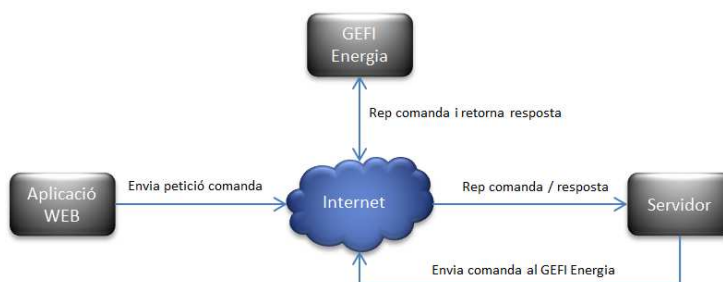 GEFI
Energia
Rep comanda i retorna resposta
Envia petició comanda
Rep comanda / resposta
Aplicació
WEB
Internet
Servidor
Envia comanda al GEFI Energia